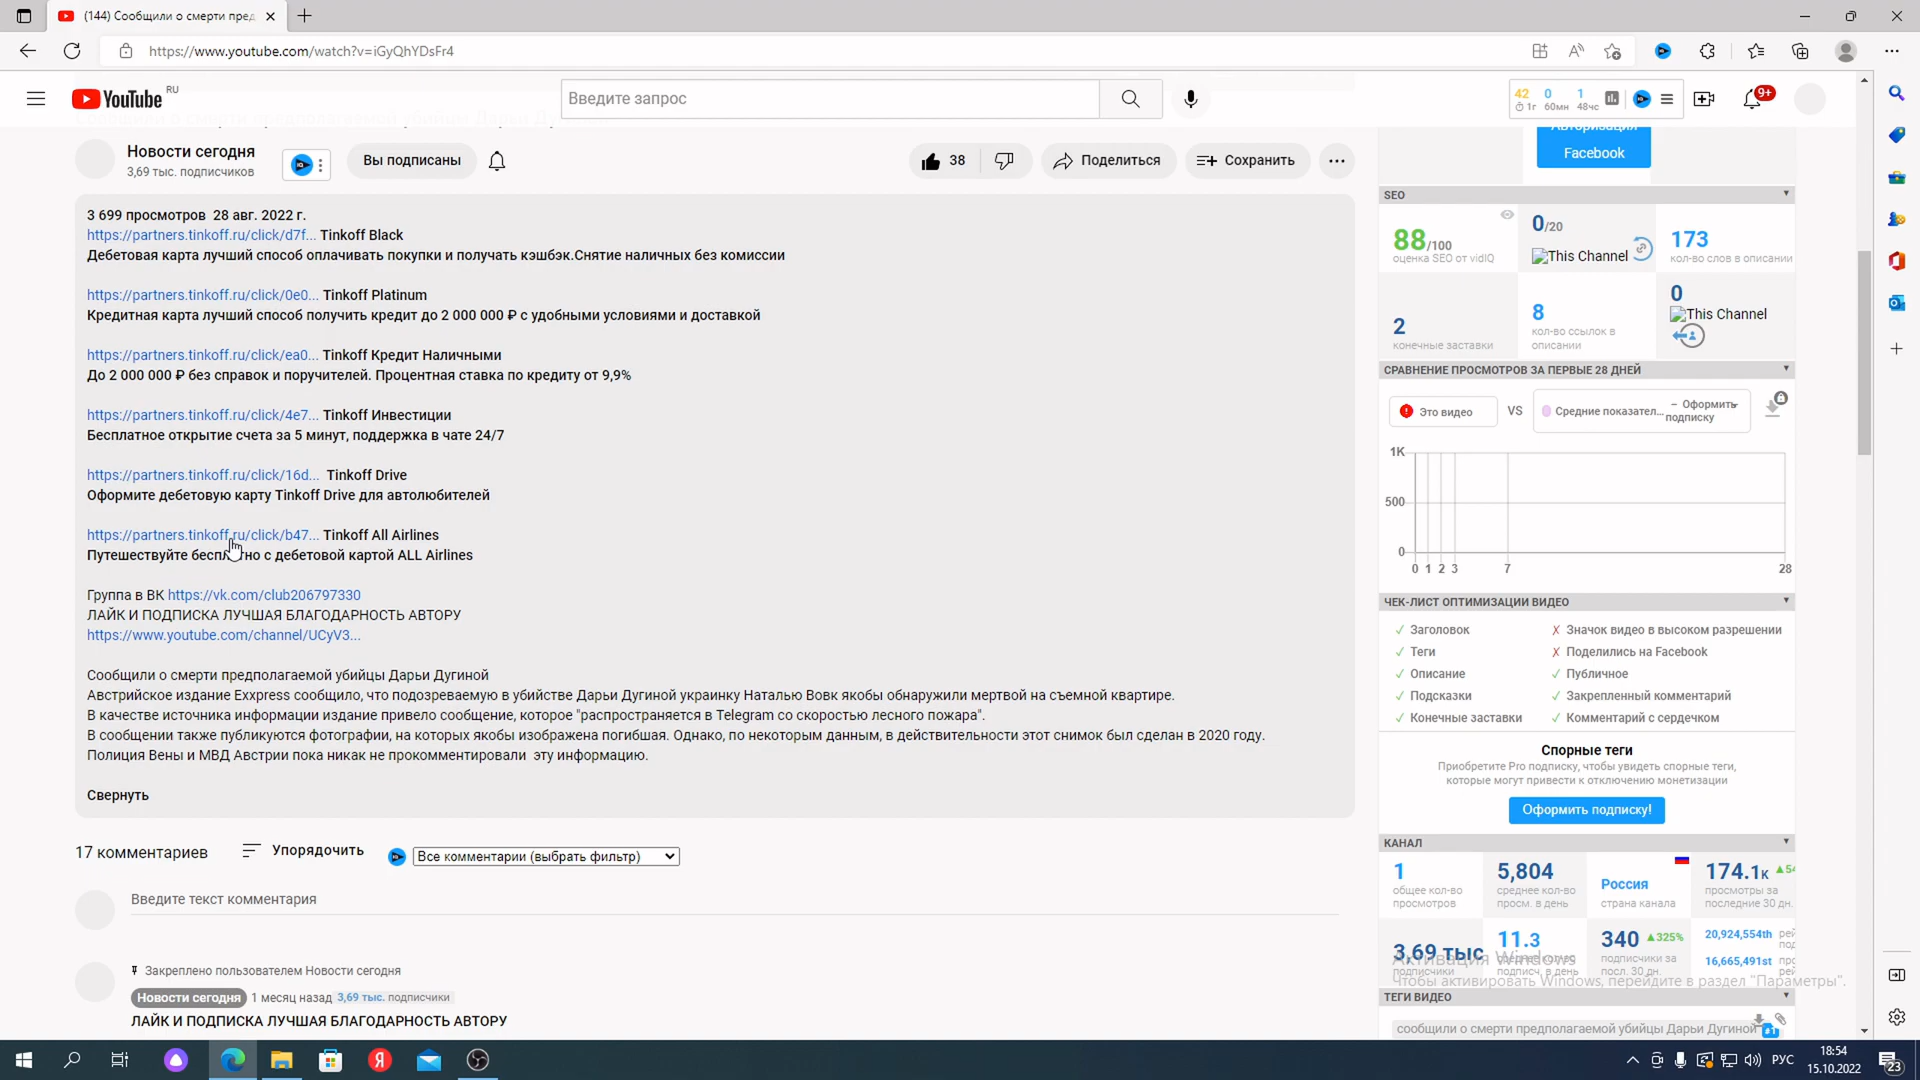 (144) Сообщили о смерти пред
https://www.youtube.com/watch?v=iGyQhYDsFr4
YouTube RU
Введите запрос
42 0 1
1г 60мн 48чс
9+
Новости сегодня
3,69 тыс. подписчиков
Вы подписаны
38
Поделиться
Сохранить
3 699 просмотров 28 авг. 2022 г.
https://partners.tinkoff.ru/click/d7f... Tinkoff Black
Дебетовая карта лучший способ оплачивать покупки и получать кэшбэк.Снятие наличных без комиссии
https://partners.tinkoff.ru/click/0e0... Tinkoff Platinum
Кредитная карта лучший способ получить кредит до 2 000 000 ₽ с удобными условиями и доставкой
https://partners.tinkoff.ru/click/ea0... Tinkoff Кредит Наличными
До 2 000 000 ₽ без справок и поручителей. Процентная ставка по кредиту от 9,9%
https://partners.tinkoff.ru/click/4e7... Tinkoff Инвестиции
Бесплатное открытие счета за 5 минут, поддержка в чате 24/7
https://partners.tinkoff.ru/click/16d... Tinkoff Drive
Оформите дебетовую карту Tinkoff Drive для автолюбителей
https://partners.tinkoff.ru/click/b47... Tinkoff All Airlines
Путешествуйте бесплатно с дебетовой картой ALL Airlines
Группа в ВК https://vk.com/club206797330
ЛАЙК И ПОДПИСКА ЛУЧШАЯ БЛАГОДАРНОСТЬ АВТОРУ
https://www.youtube.com/channel/UCyV3...
Сообщили о смерти предполагаемой убийцы Дарьи Дугиной
Австрийское издание Exxpress сообщило, что подозреваемую в убийстве Дарьи Дугиной украинку Наталью Вовк якобы обнаружили мертвой на съемной квартире.
В качестве источника информации издание привело сообщение, которое "распространяется в Telegram со скоростью лесного пожара".
В сообщении также публикуются фотографии, на которых якобы изображена погибшая. Однако, по некоторым данным, в действительности этот снимок был сделан в 2020 году.
Полиция Вены и МВД Австрии пока никак не прокомментировали эту информацию.
Свернуть
17 комментариев
Упорядочить
Все комментарии (выбрать фильтр)
Введите текст комментария
Закреплено пользователем Новости сегодня
Новости сегодня 1 месяц назад 3,69 тыс. подписчики
ЛАЙК И ПОДПИСКА ЛУЧШАЯ БЛАГОДАРНОСТЬ АВТОРУ
Авторизация
Facebook
SEO
88/100
оценка SEO от vidIQ
0/20
This Channel
173
кол-во слов в описании
2
конечные заставки
8
кол-во ссылок в
описании
0
This Channel
СРАВНЕНИЕ ПРОСМОТРОВ ЗА ПЕРВЫЕ 28 ДНЕЙ
Это видео
VS
Средние показател...
– Оформить
подписку
1K
500
0
0 1 2 3 7 28
ЧЕК-ЛИСТ ОПТИМИЗАЦИИ ВИДЕО
✓ Заголовок
✗ Значок видео в высоком разрешении
✓ Теги
✗ Поделились на Facebook
✓ Описание
✓ Публичное
✓ Подсказки
✓ Закрепленный комментарий
✓ Конечные заставки
✓ Комментарий с сердечком
Спорные теги
Приобретите Pro подписку, чтобы увидеть спорные теги,
которые могут привести к отключению монетизации
Оформить подписку!
КАНАЛ
1
общее кол-во
просмотров
5,804
среднее кол-во
просм. в день
Россия
страна канала
174.1к ▲54
просмотры за
последние 30 дн.
3,69 тыс
подписчики
11.3
подписч. в день
340 ▲325%
подписчики за
посл. 30 дн.
20,924,554th
16,665,491st
Активация Windows
Чтобы активировать Windows, перейдите в раздел "Параметры".
ТЕГИ ВИДЕО
сообщили о смерти предполагаемой убийцы Дарьи Дугиной
#1
РУС
18:54
15.10.2022
23